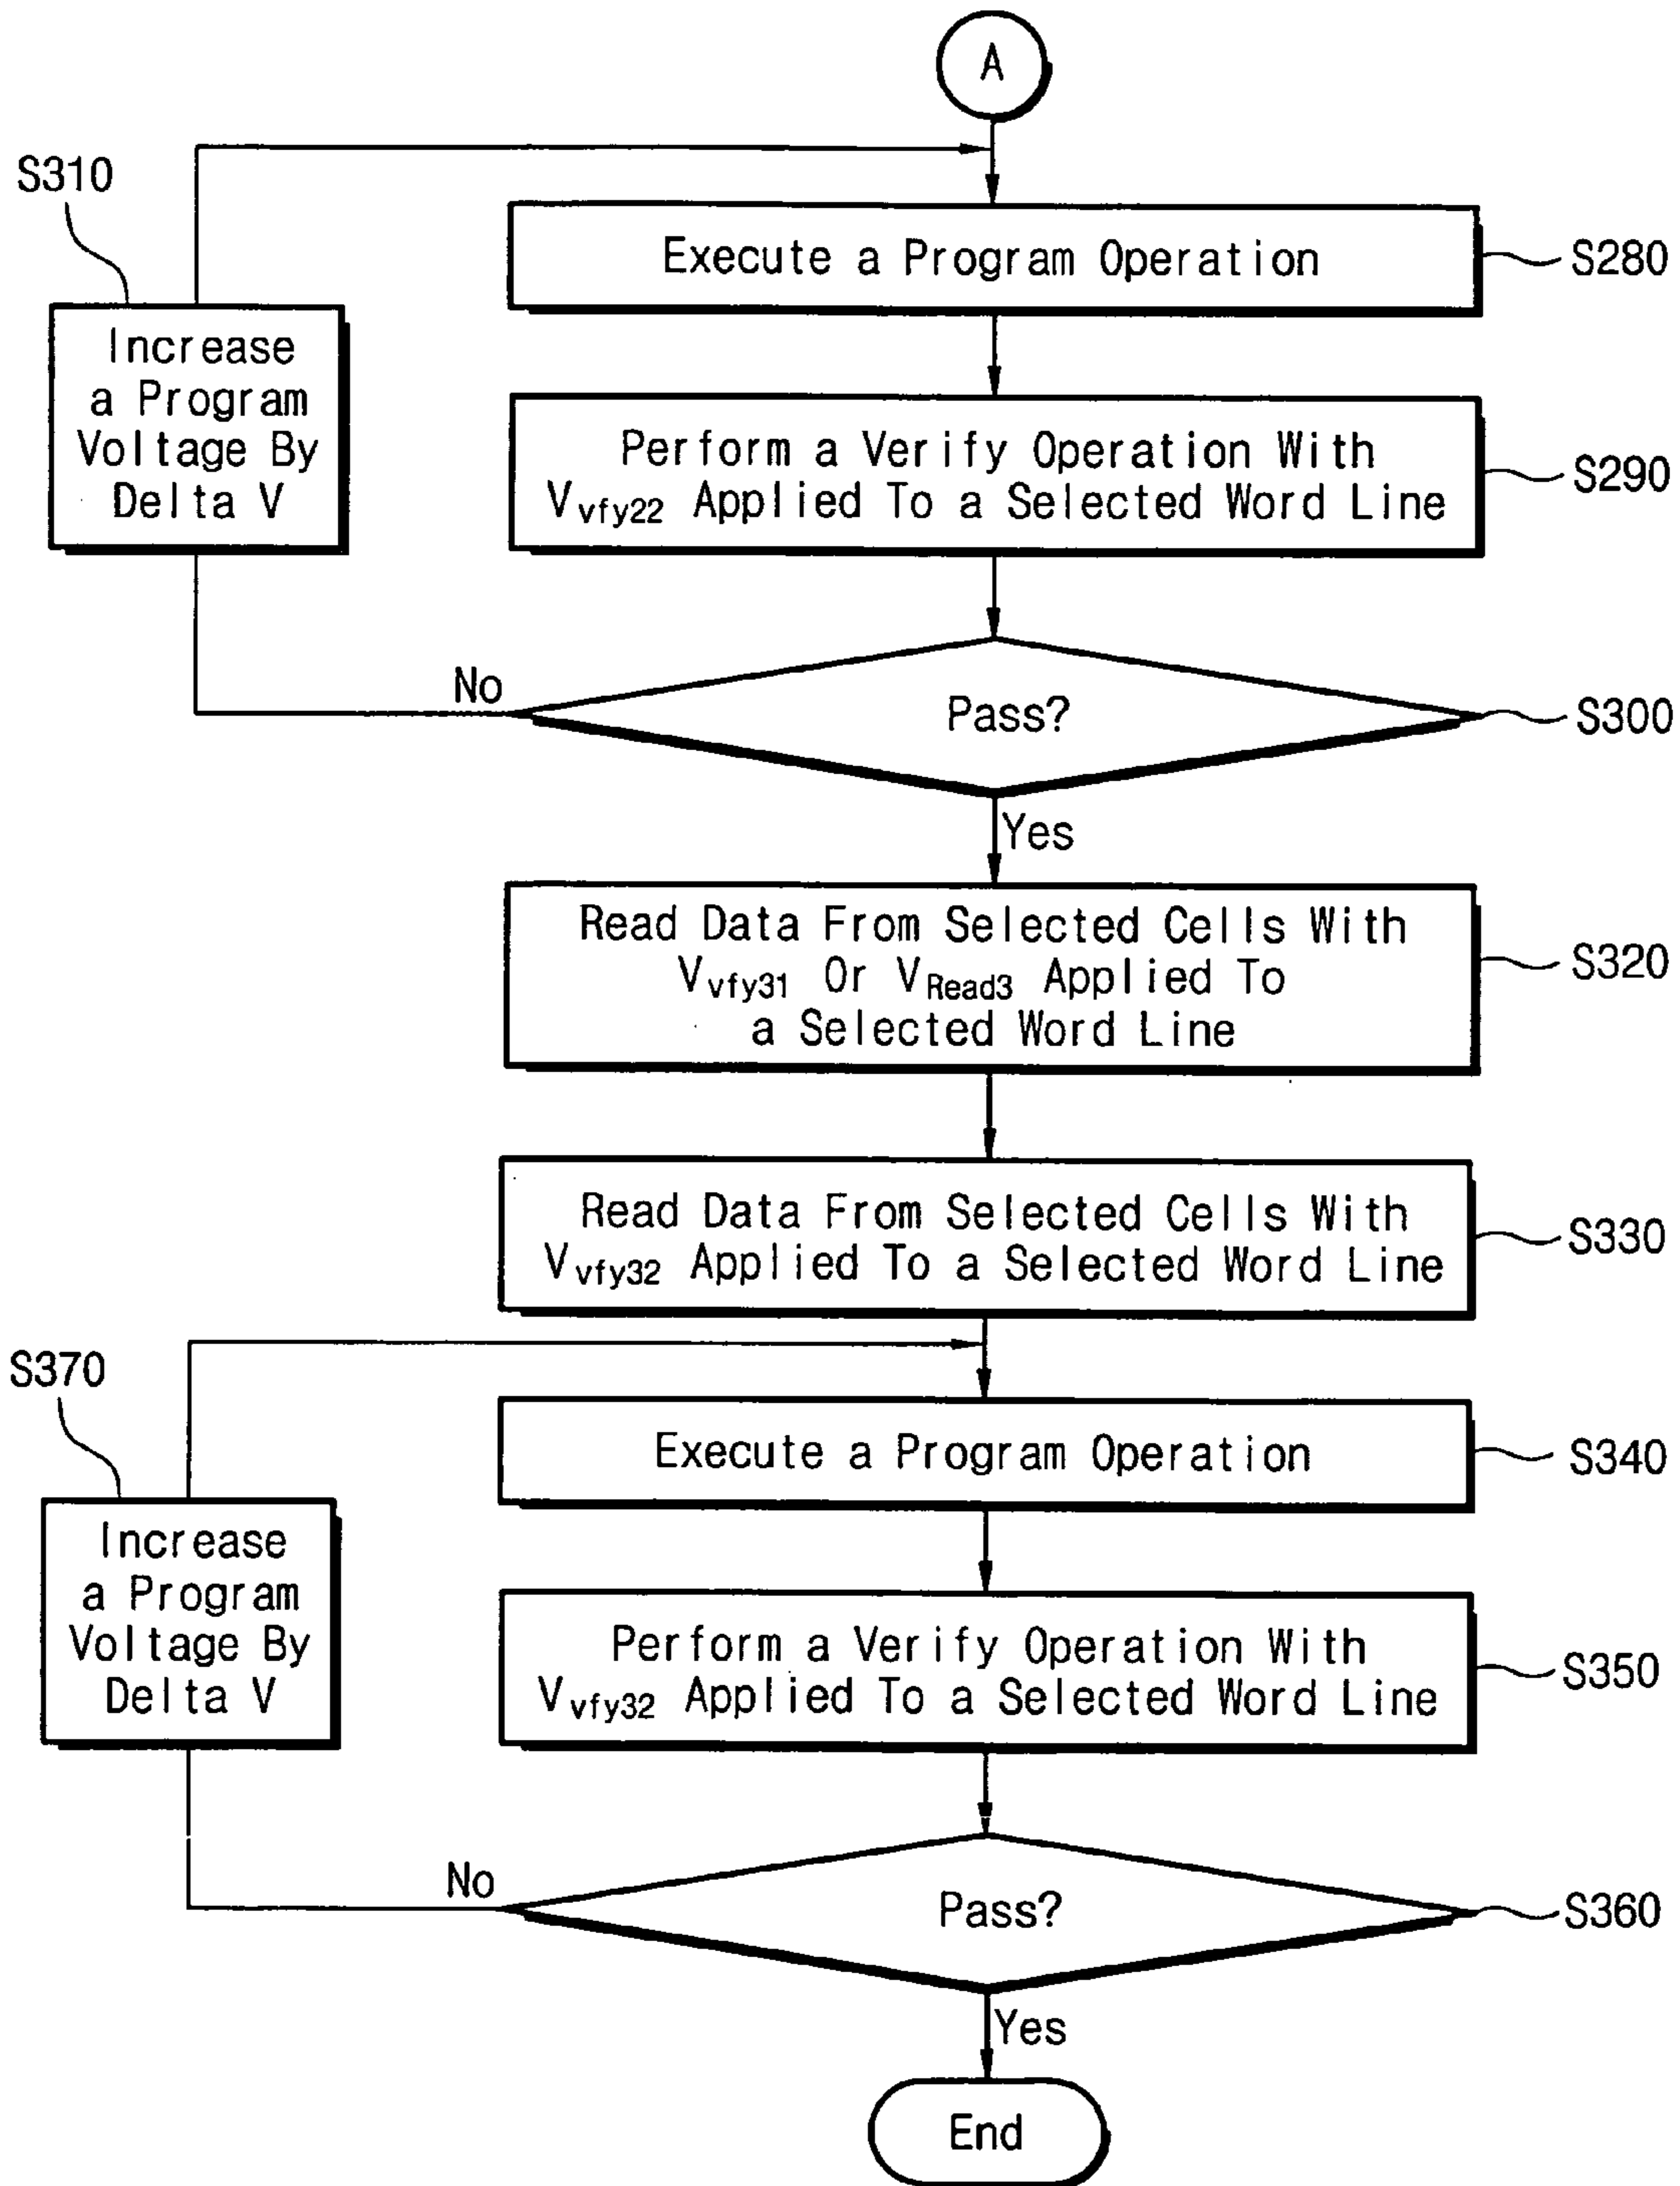 A
S310
Execute a Program Operation
S280
Increase
a Program
Voltage By
Delta V
Perform a Verify Operation With
Vvfy22 Applied To a Selected Word Line
S290
No
Pass?
S300
Yes
Read Data From Selected Cells With
Vvfy31 Or VRead3 Applied To
a Selected Word Line
S320
Read Data From Selected Cells With
Vvfy32 Applied To a Selected Word Line
S330
S370
Execute a Program Operation
S340
Increase
a Program
Voltage By
Delta V
Perform a Verify Operation With
Vvfy32 Applied To a Selected Word Line
S350
No
Pass?
S360
Yes
End